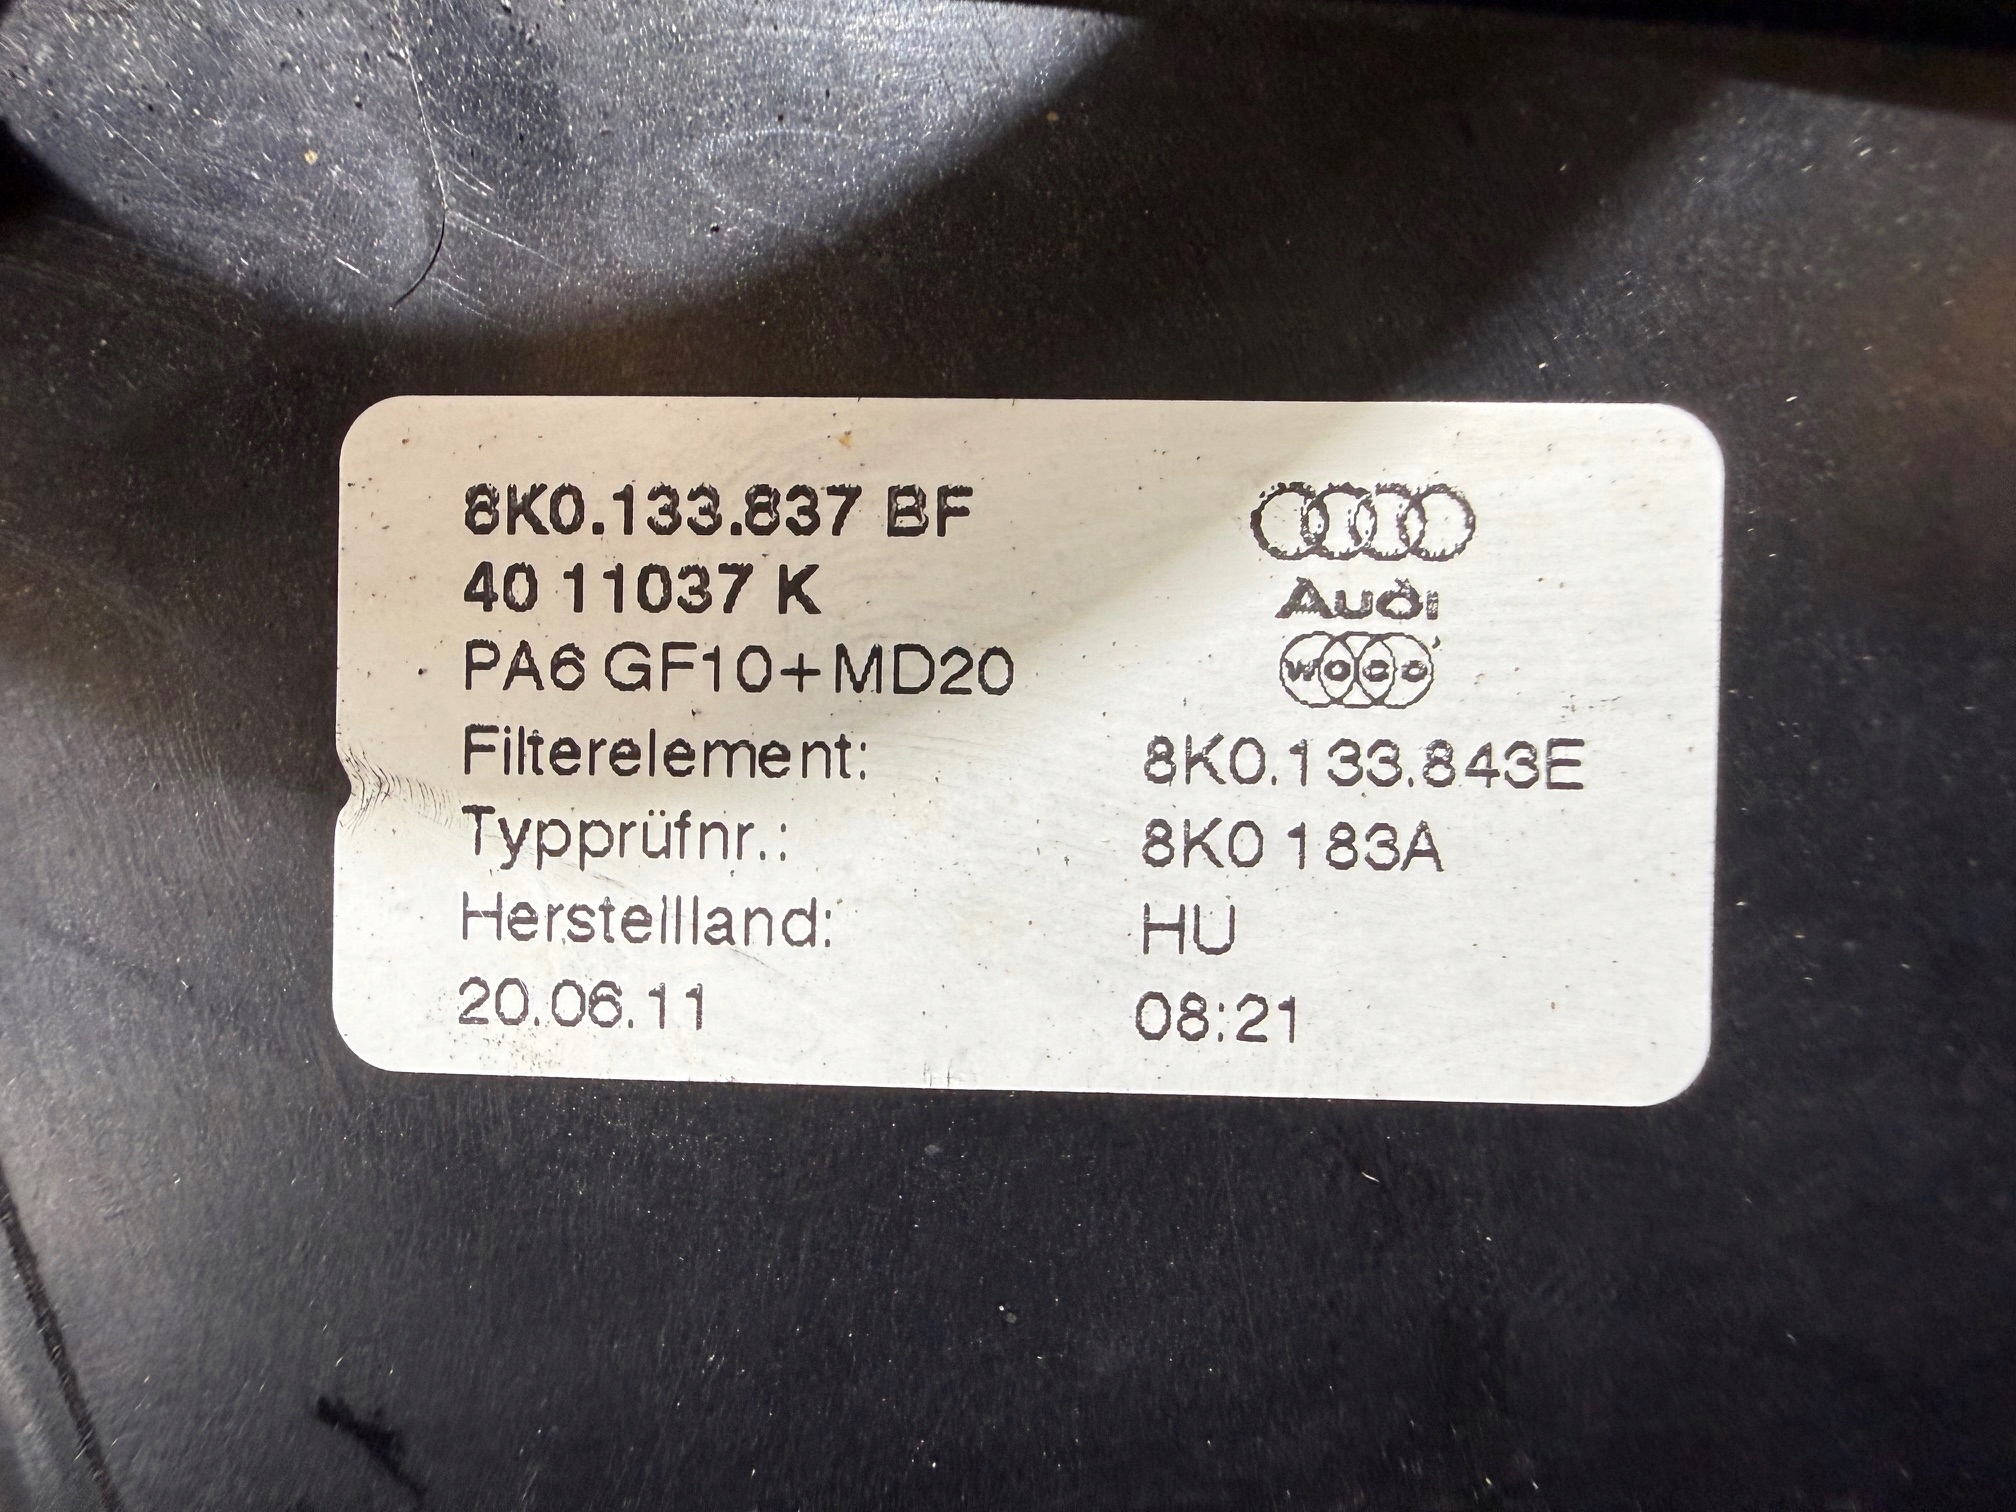 8K0.133.837 BF
40 11037 K
Audi
PA6 GF10+MD20
woco
Filterelement: 8K0.133.843E
Typprüfnr.: 8K0 183A
Herstellland: HU
20.06.11 08:21